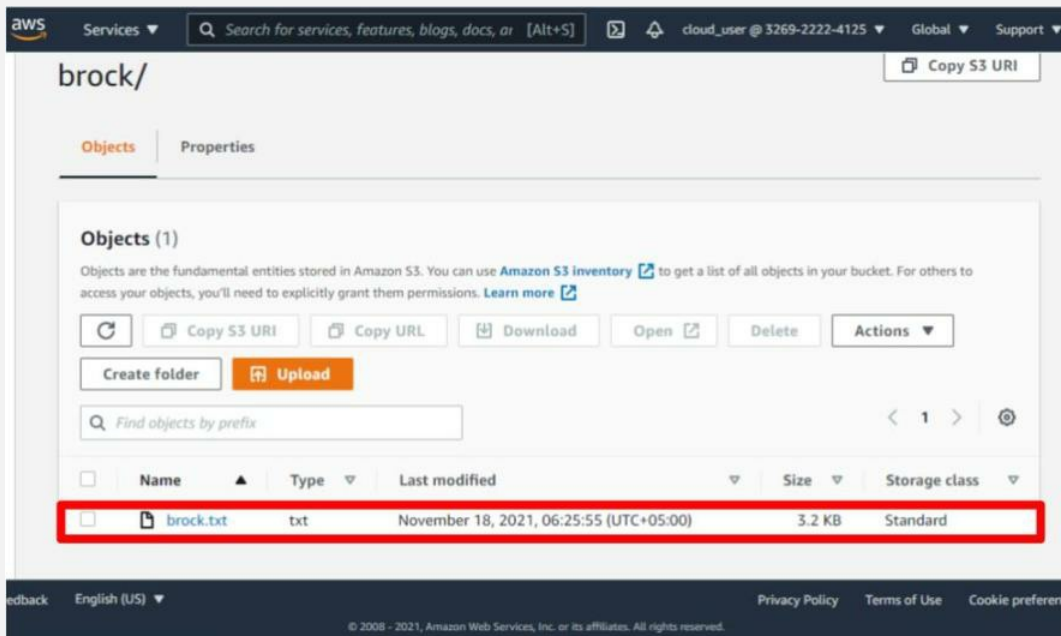 aws Services ▼ Search for services, features, blogs, docs, ar [Alt+S] cloud_user @ 3269-2222-4125 ▼ Global ▼ Support ▼
brock/
Copy S3 URI
Objects Properties
Objects (1)
Objects are the fundamental entities stored in Amazon S3. You can use Amazon S3 inventory to get a list of all objects in your bucket. For others to
access your objects, you'll need to explicitly grant them permissions. Learn more
Copy S3 URI Copy URL Download Open Delete Actions ▼
Create folder Upload
Find objects by prefix < 1 >
Name ▲ Type ▽ Last modified ▽ Size ▽ Storage class ▽
brock.txt txt November 18, 2021, 06:25:55 (UTC+05:00) 3.2 KB Standard
edback English (US) ▼ Privacy Policy Terms of Use Cookie preferen
© 2008 - 2021, Amazon Web Services, Inc. or its affiliates. All rights reserved.